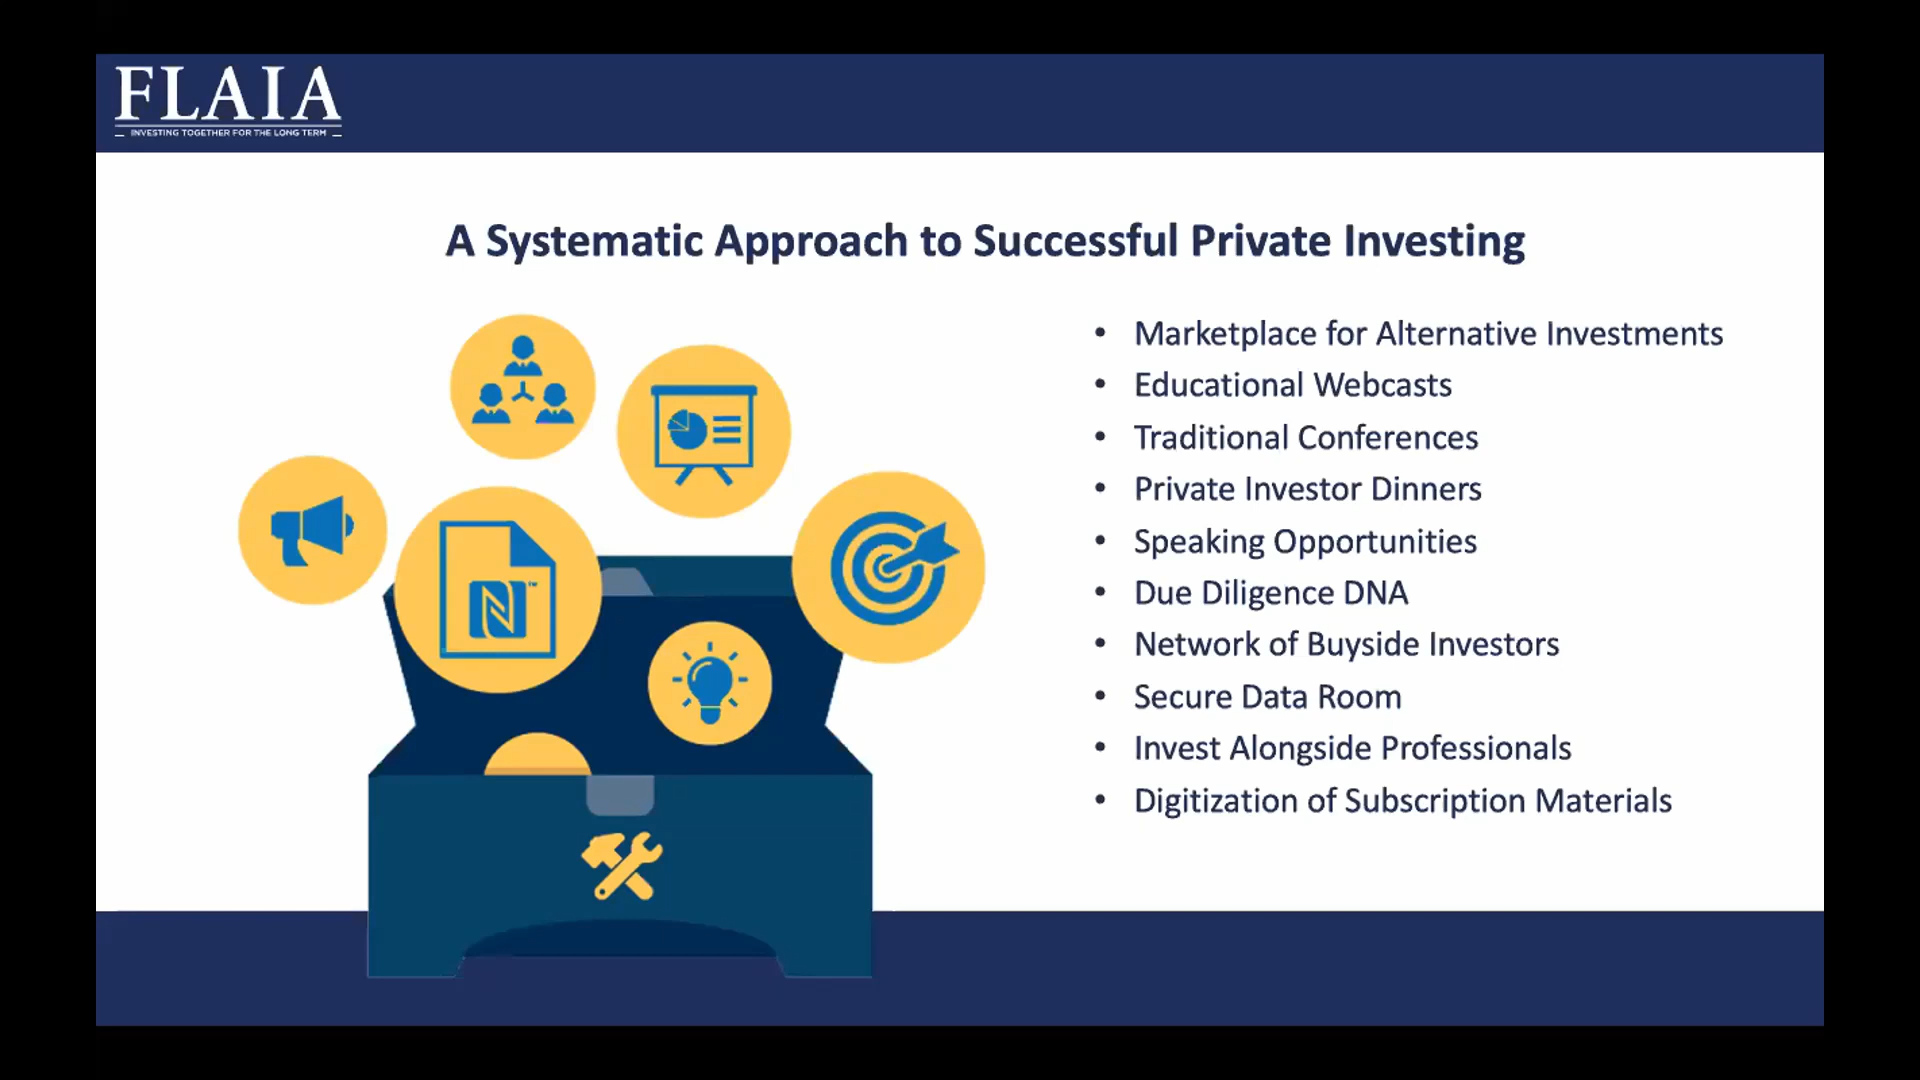 FLAIA
INVESTING TOGETHER FOR THE LONG TERM
A Systematic Approach to Successful Private Investing
• Marketplace for Alternative Investments
• Educational Webcasts
• Traditional Conferences
• Private Investor Dinners
• Speaking Opportunities
• Due Diligence DNA
• Network of Buyside Investors
• Secure Data Room
• Invest Alongside Professionals
• Digitization of Subscription Materials